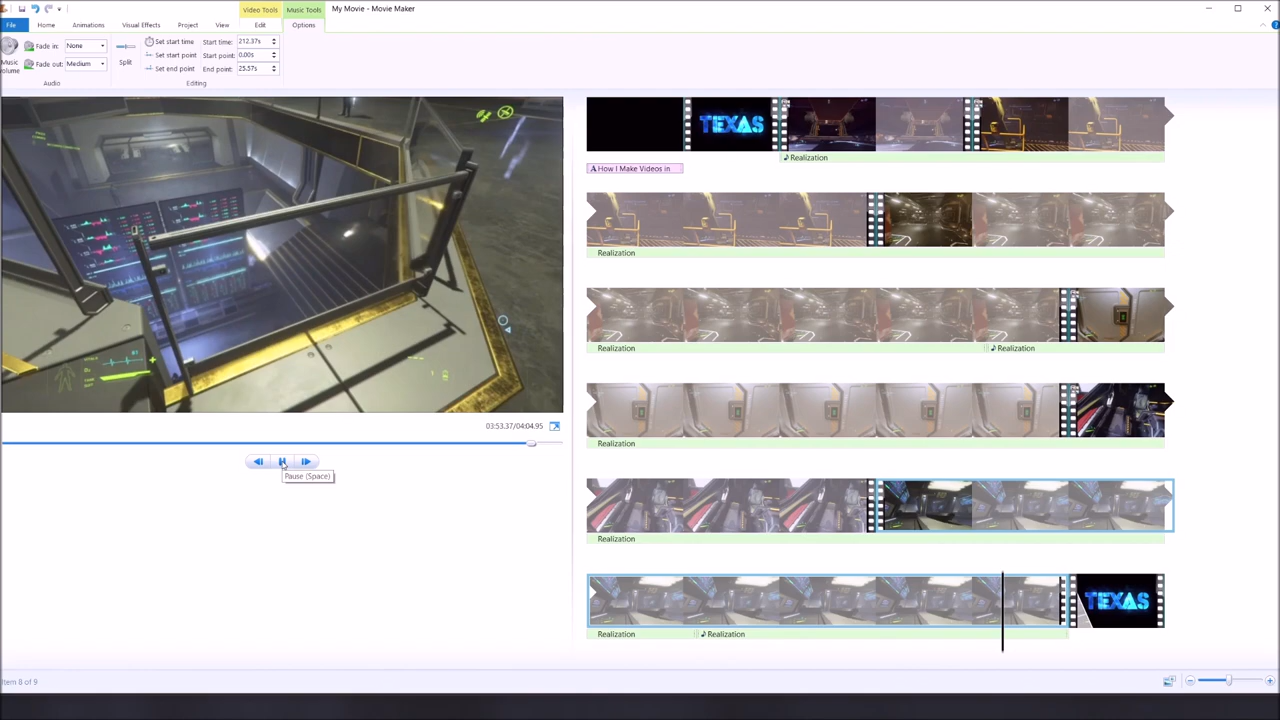 Video Tools
Music Tools
My Movie - Movie Maker
File
Home
Animations
Visual Effects
Project
View
Edit
Options
Music
Volume
Fade in:
None
Fade out:
Medium
Audio
Split
Set start time
Start time:
212.37s
Set start point
Start point:
0.00s
Set end point
End point:
25.57s
Editing
TEXAS
Realization
A How I Make Videos in
Realization
Realization
Realization
Realization
03:53.37/04:04.95
Pause (Space)
Realization
TEXAS
Realization
Realization
Item 8 of 9